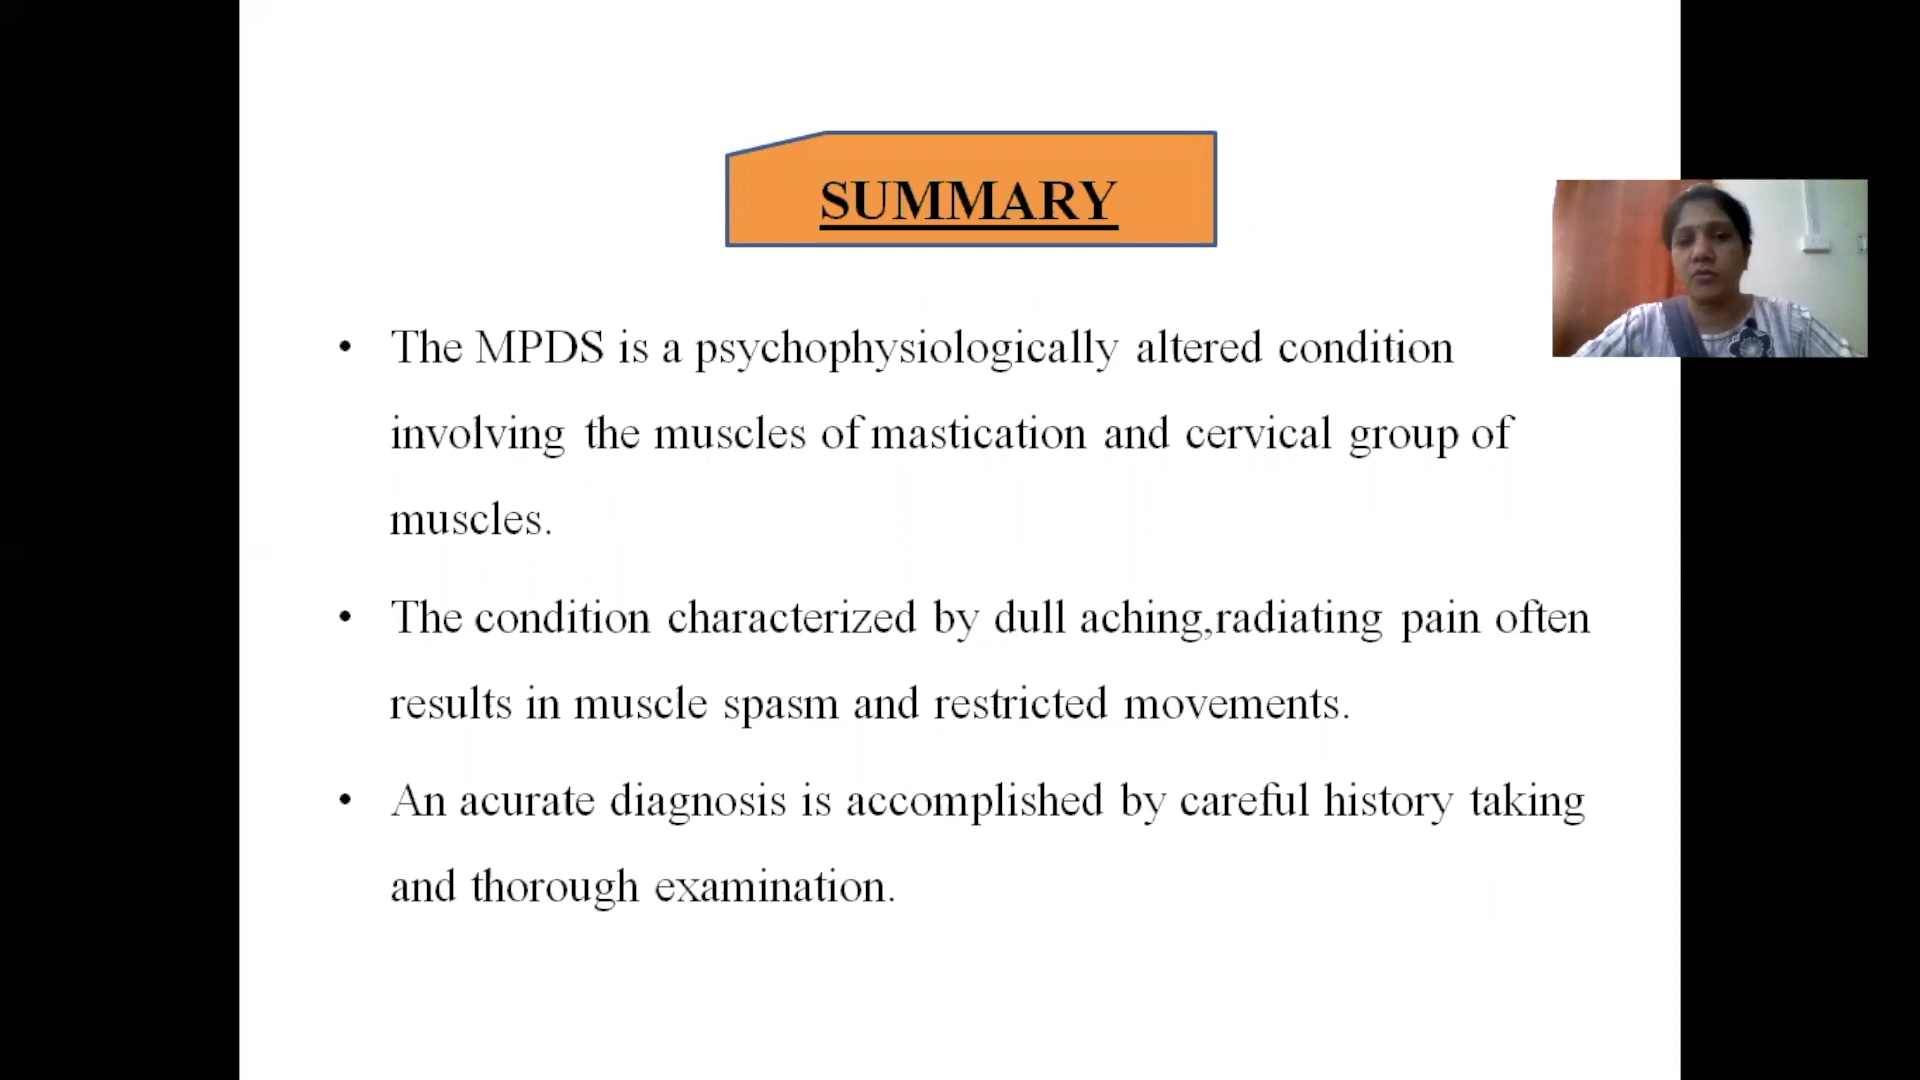 SUMMARY
• The MPDS is a psychophysiologically altered condition
involving the muscles of mastication and cervical group of
muscles.
• The condition characterized by dull aching,radiating pain often
results in muscle spasm and restricted movements.
• An acurate diagnosis is accomplished by careful history taking
and thorough examination.